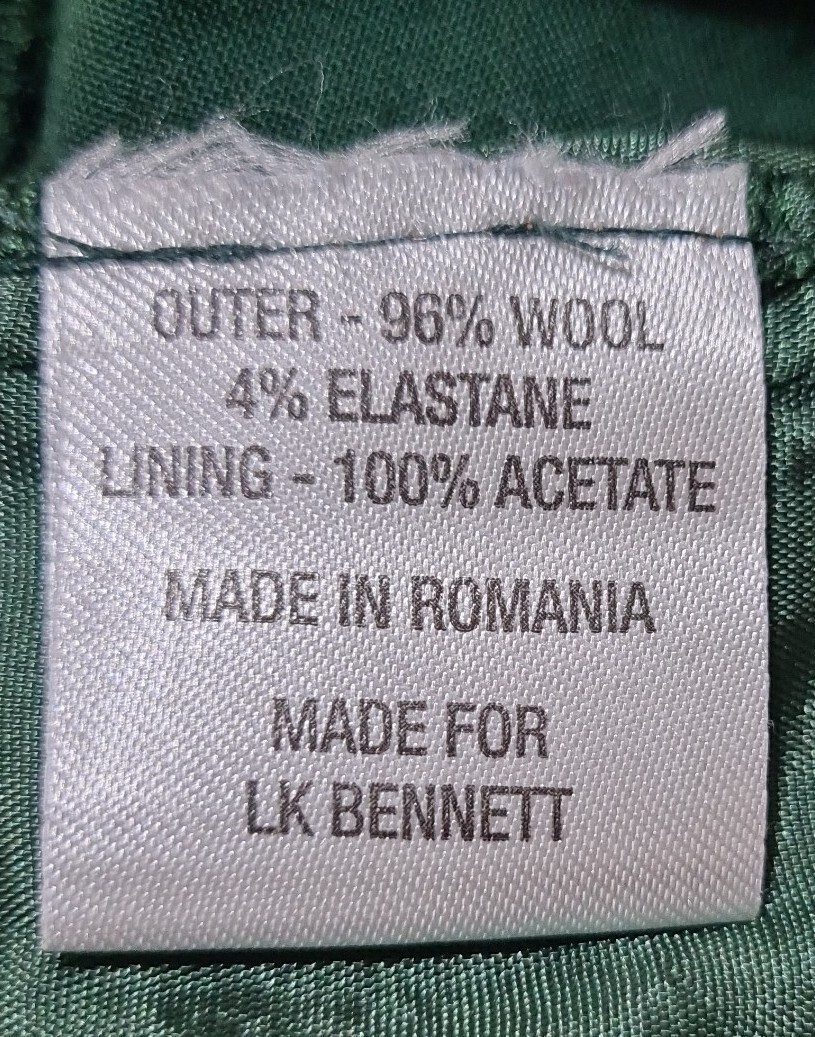 OUTER - 96% WOOL
4% ELASTANE
LINING - 100% ACETATE
MADE IN ROMANIA
MADE FOR
LK BENNETT